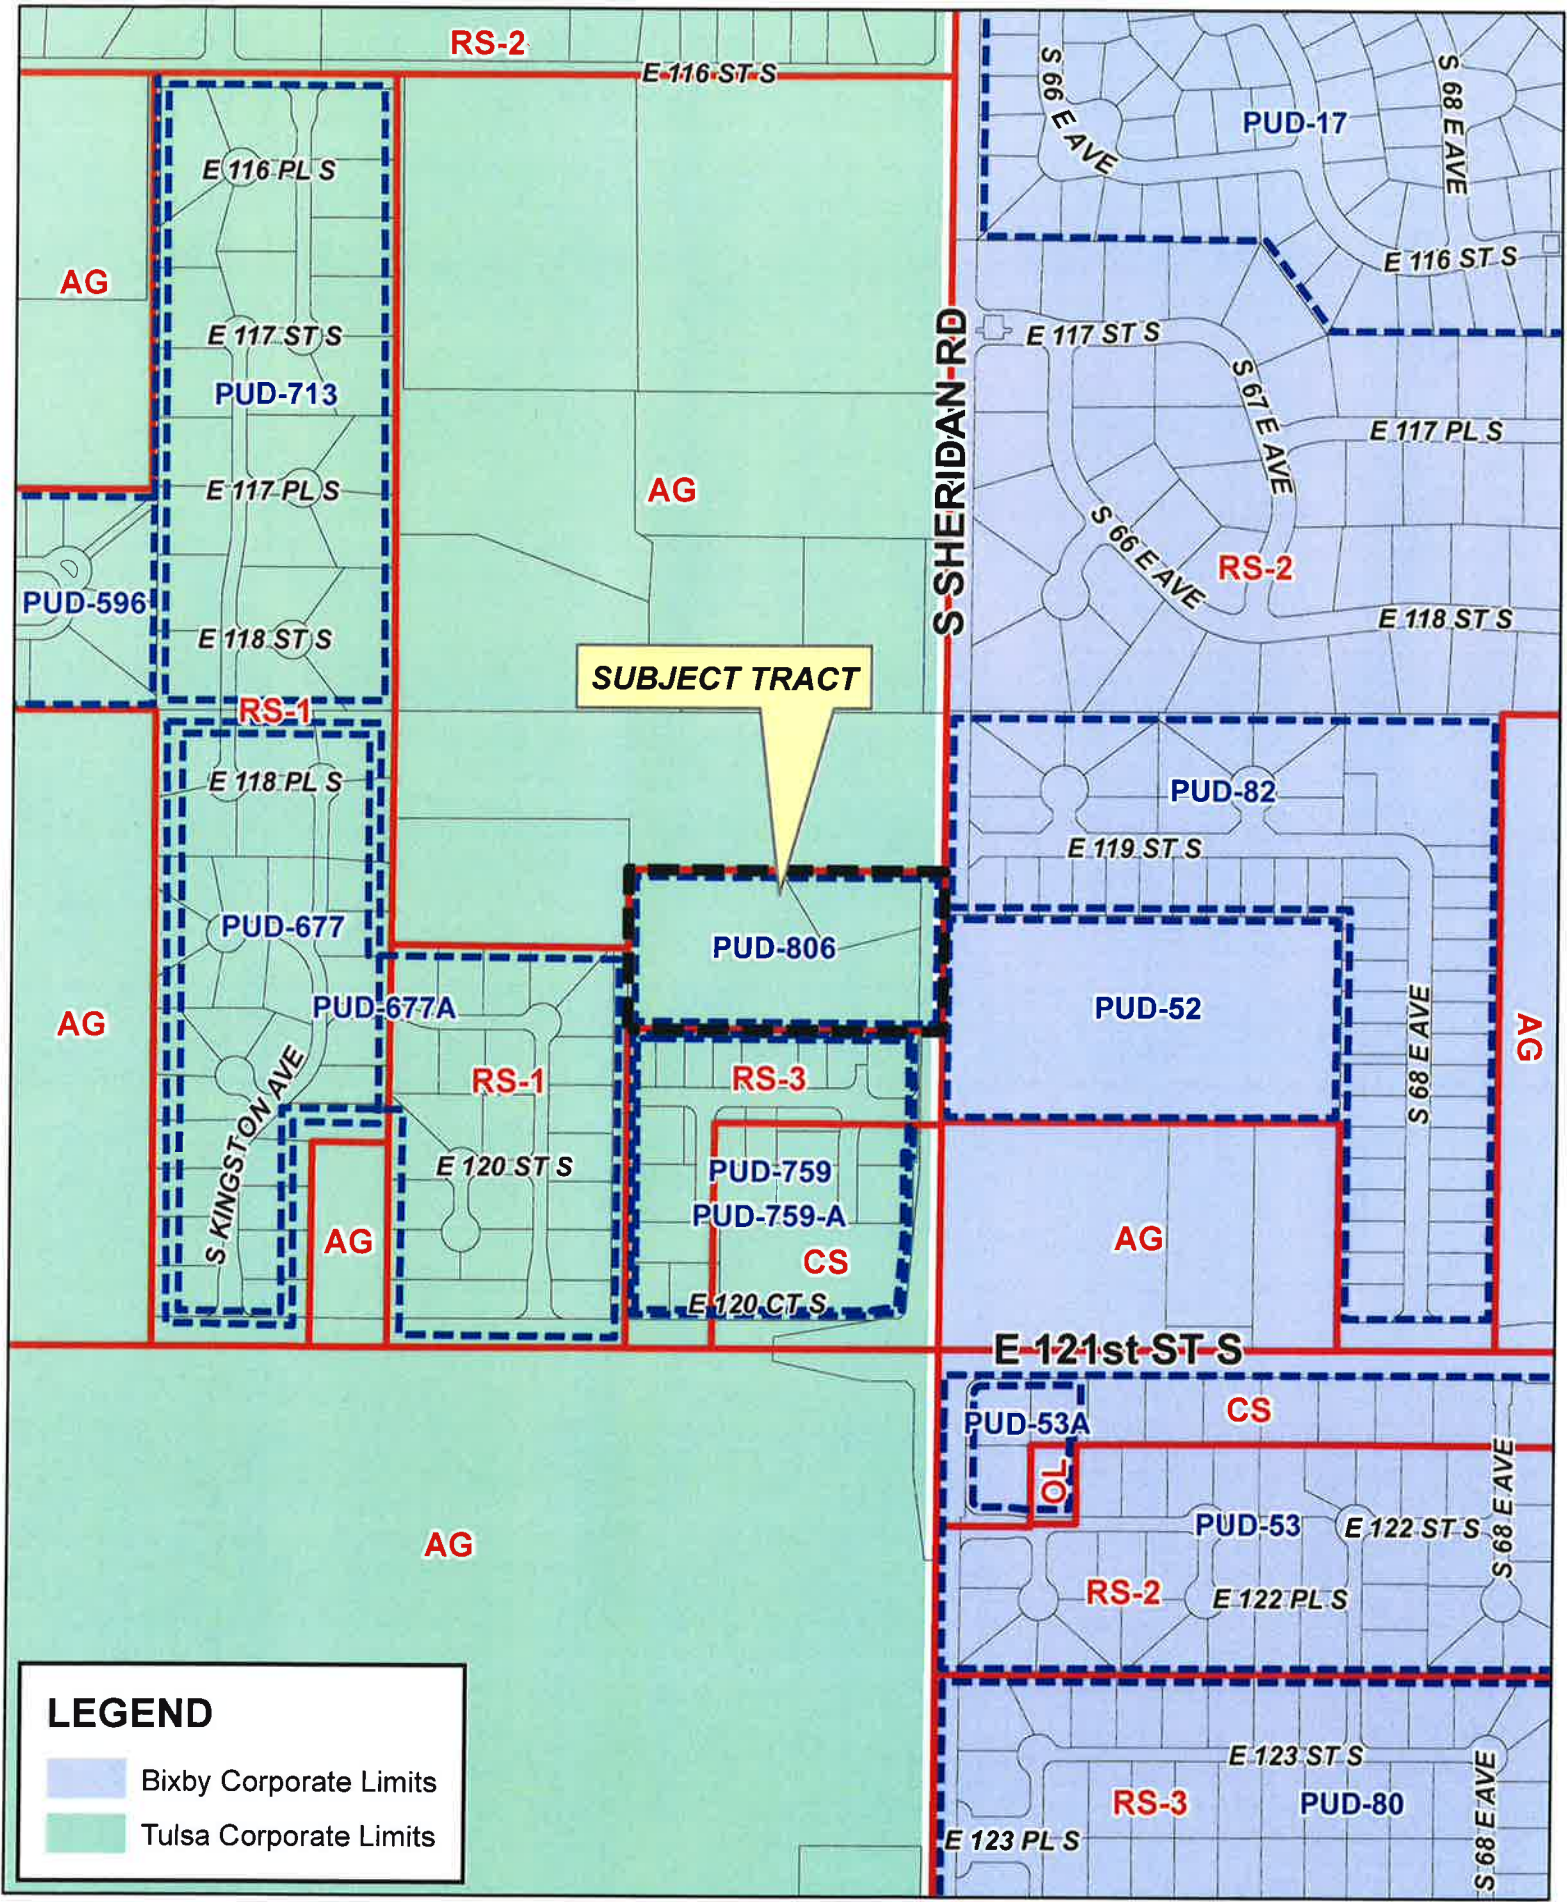 RS-2
E 116 ST S
S 66 E AVE
PUD-17
S 68 E AVE
E 116 PL S
E 116 ST S
AG
E 117 ST S
PUD-713
S SHERIDAN RD
E 117 ST S
S 67 E AVE
E 117 PL S
E 117 PL S
AG
S 66 E AVE
RS-2
PUD-596
E 118 ST S
E 118 ST S
SUBJECT TRACT
RS-1
E 118 PL S
PUD-82
E 119 ST S
PUD-677
PUD-806
PUD-677A
PUD-52
AG
S 68 E AVE
AG
S KINGSTON AVE
RS-1
RS-3
E 120 ST S
PUD-759
PUD-759-A
AG
CS
AG
E 120 CT S
E 121st ST S
PUD-53A
CS
OL
S 68 E AVE
AG
PUD-53
E 122 ST S
RS-2
E 122 PL S
LEGEND
Bixby Corporate Limits
Tulsa Corporate Limits
E 123 ST S
RS-3
PUD-80
S 68 E AVE
E 123 PL S